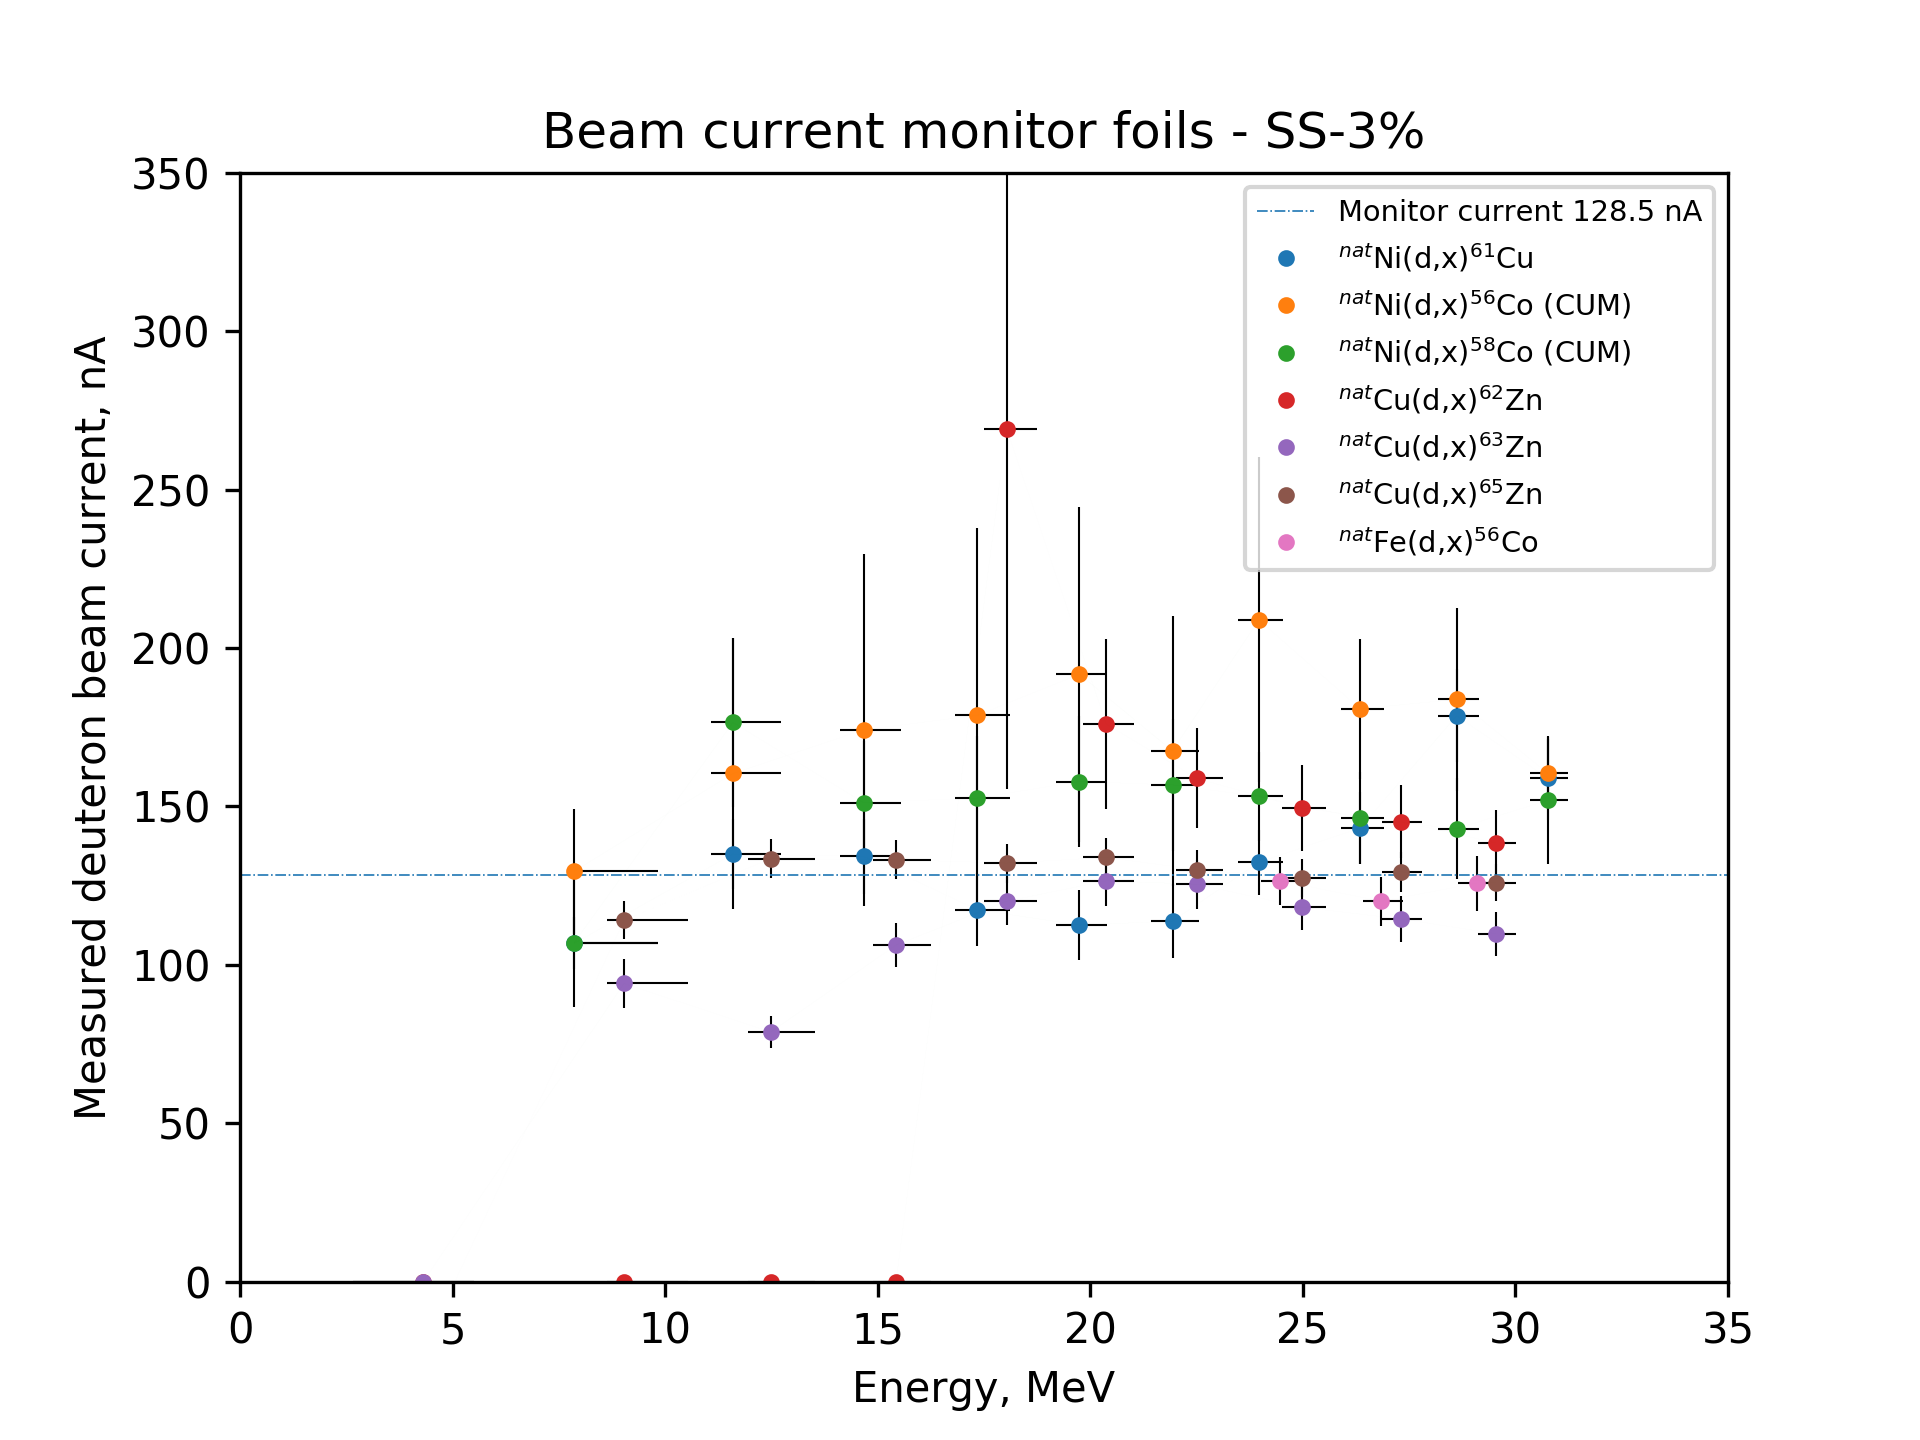 Beam current monitor foils - SS-3%
Measured deuteron beam current, nA
350
300
250
200
150
100
50
0
Monitor current 128.5 nA
ⁿᵃᵗNi(d,x)⁶¹Cu
ⁿᵃᵗNi(d,x)⁵⁶Co (CUM)
ⁿᵃᵗNi(d,x)⁵⁸Co (CUM)
ⁿᵃᵗCu(d,x)⁶²Zn
ⁿᵃᵗCu(d,x)⁶³Zn
ⁿᵃᵗCu(d,x)⁶⁵Zn
ⁿᵃᵗFe(d,x)⁵⁶Co
0 5 10 15 20 25 30 35
Energy, MeV